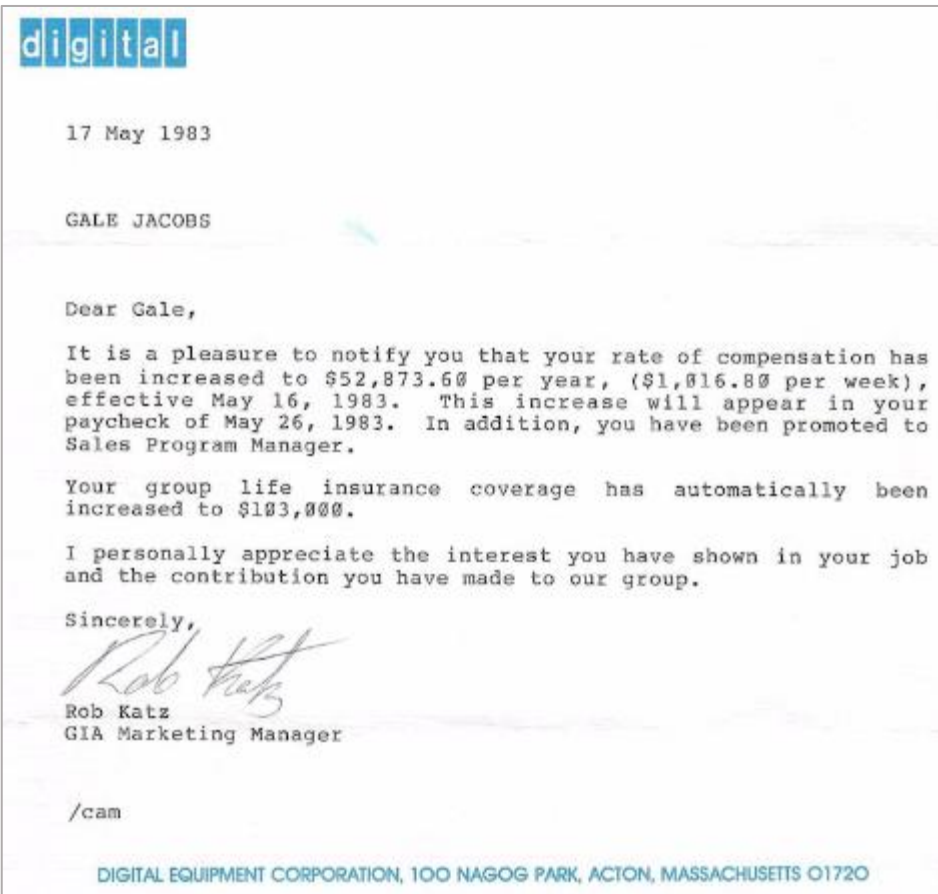 digital
17 May 1983
GALE JACOBS
Dear Gale,
It is a pleasure to notify you that your rate of compensation has
been increased to $52,873.60 per year, ($1,016.80 per week),
effective May 16, 1983. This increase will appear in your
paycheck of May 26, 1983. In addition, you have been promoted to
Sales Program Manager.
Your group life insurance coverage has automatically been
increased to $103,000.
I personally appreciate the interest you have shown in your job
and the contribution you have made to our group.
Sincerely,
Rob Katz
Rob Katz
GIA Marketing Manager
/cam
DIGITAL EQUIPMENT CORPORATION, 100 NAGOG PARK, ACTON, MASSACHUSETTS 01720